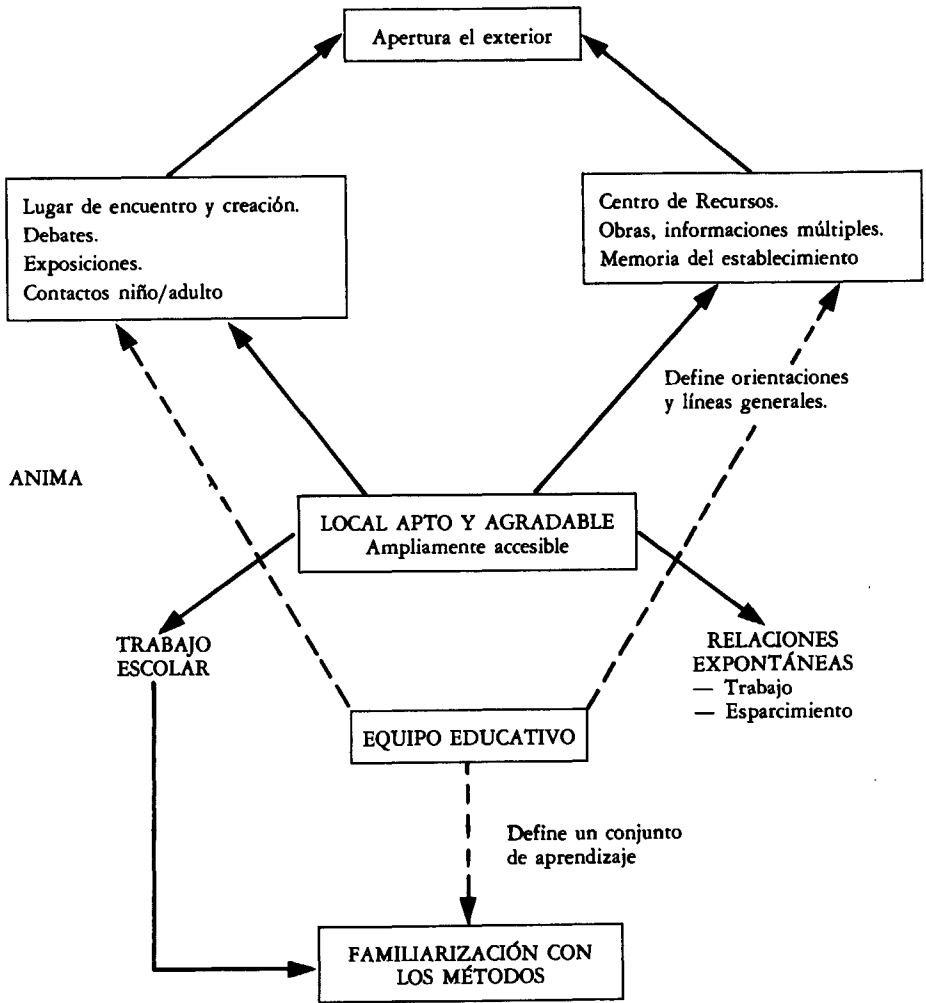 Apertura el exterior
Lugar de encuentro y creación.
Debates.
Exposiciones.
Contactos niño/adulto
Centro de Recursos.
Obras, informaciones múltiples.
Memoria del establecimiento
Define orientaciones
y líneas generales.
ANIMA
LOCAL APTO Y AGRADABLE
Ampliamente accesible
TRABAJO
ESCOLAR
RELACIONES
EXPONTÁNEAS
— Trabajo
— Esparcimiento
EQUIPO EDUCATIVO
Define un conjunto
de aprendizaje
FAMILIARIZACIÓN CON
LOS MÉTODOS